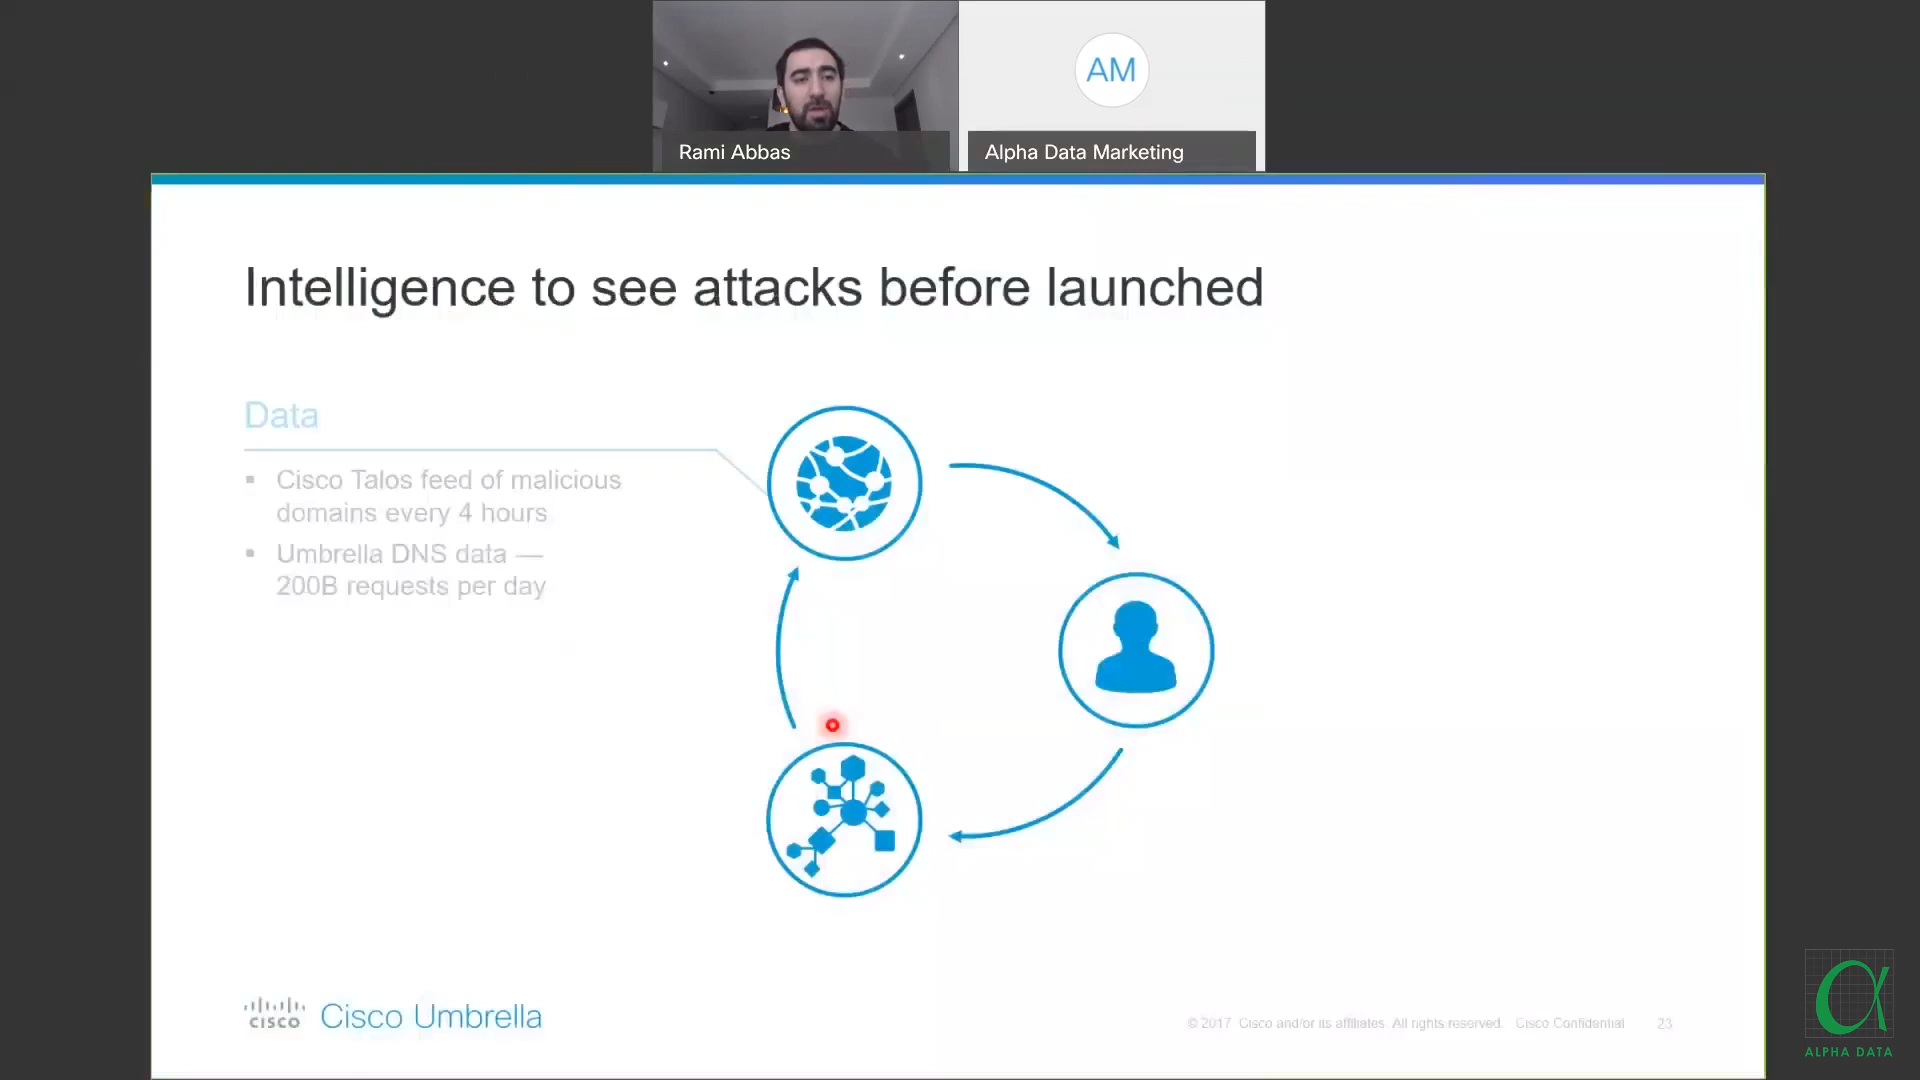 AM
Rami Abbas
Alpha Data Marketing
Intelligence to see attacks before launched
Data
▪ Cisco Talos feed of malicious
domains every 4 hours
▪ Umbrella DNS data —
200B requests per day
CISCO
Cisco Umbrella
© 2017 Cisco and/or its affiliates. All rights reserved. Cisco Confidential 23
α
ALPHA DATA